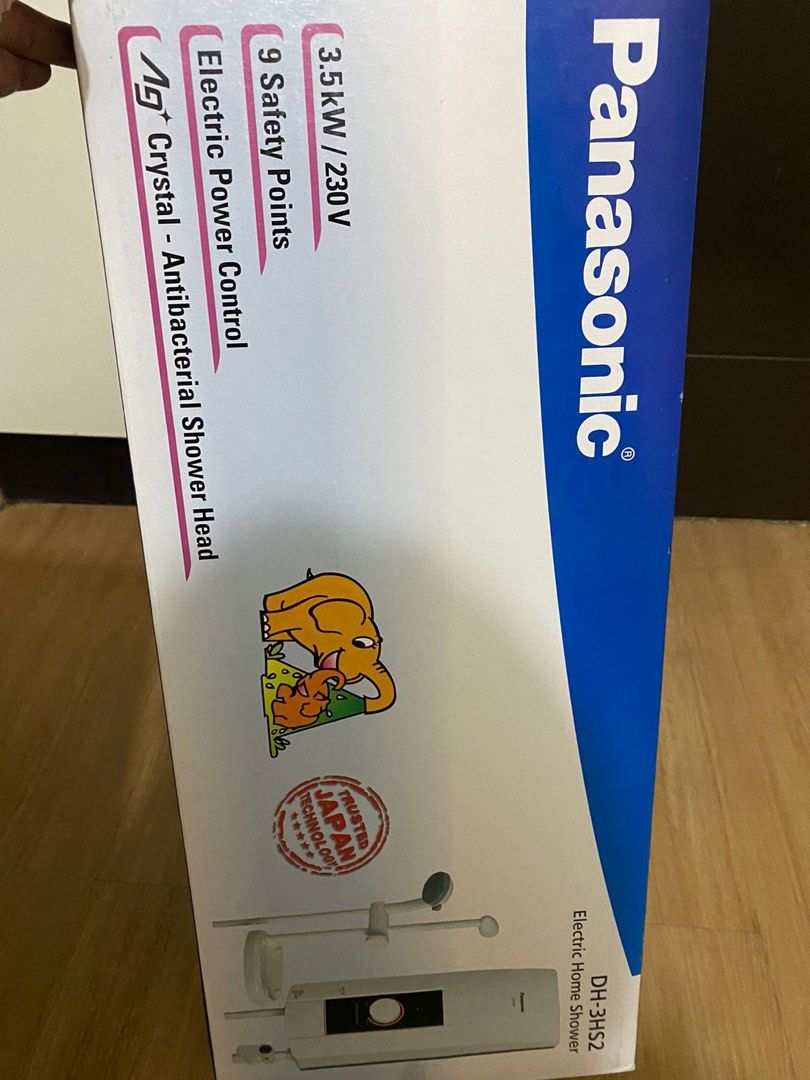 Panasonic®
3.5kW / 230V
9 Safety Points
Electric Power Control
Ag+ Crystal - Antibacterial Shower Head
TRUSTED
JAPAN
TECHNOLOGY
DH-3HS2
Electric Home Shower
Panasonic